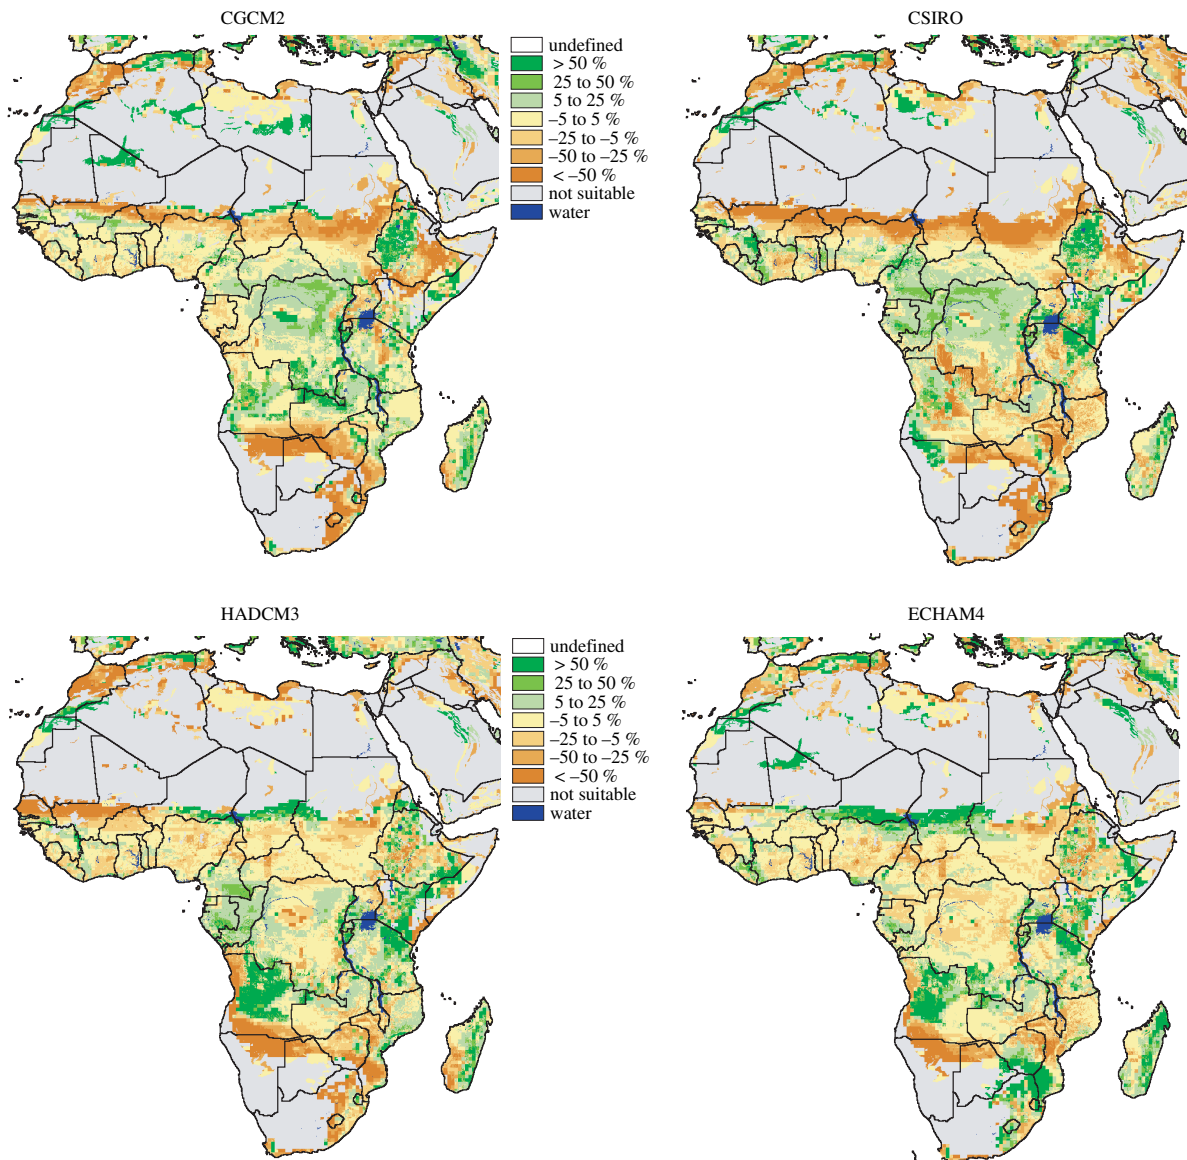 CGCM2
CSIRO
undefined
> 50 %
25 to 50 %
5 to 25 %
–5 to 5 %
–25 to –5 %
–50 to –25 %
< –50 %
not suitable
water
HADCM3
ECHAM4
undefined
> 50 %
25 to 50 %
5 to 25 %
–5 to 5 %
–25 to –5 %
–50 to –25 %
< –50 %
not suitable
water